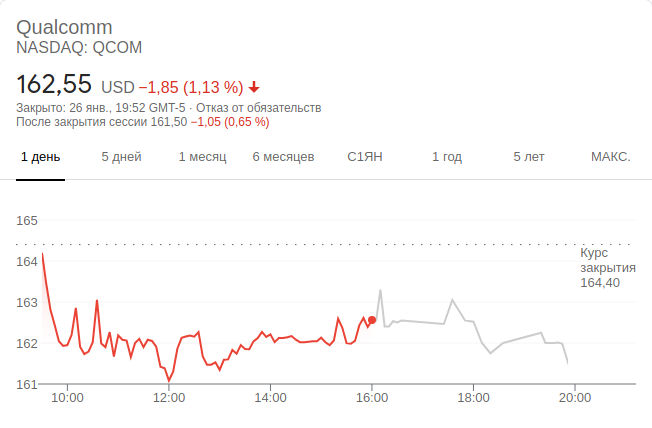 Qualcomm
NASDAQ: QCOM
162,55 USD −1,85 (1,13 %)
Закрыто: 26 янв., 19:52 GMT-5 · Отказ от обязательств
После закрытия сессии 161,50 −1,05 (0,65 %)
1 день 5 дней 1 месяц 6 месяцев С1ЯН 1 год 5 лет МАКС.
165
164
163
162
161
Курс
закрытия
164,40
10:00 12:00 14:00 16:00 18:00 20:00